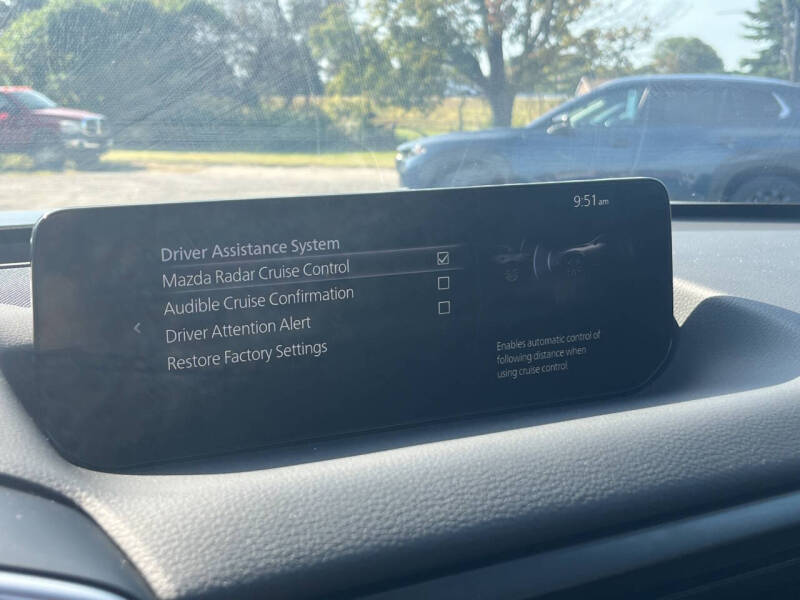 9:51 am
Driver Assistance System
Mazda Radar Cruise Control
Audible Cruise Confirmation
Driver Attention Alert
Restore Factory Settings
Enables automatic control of
following distance when
using cruise control.